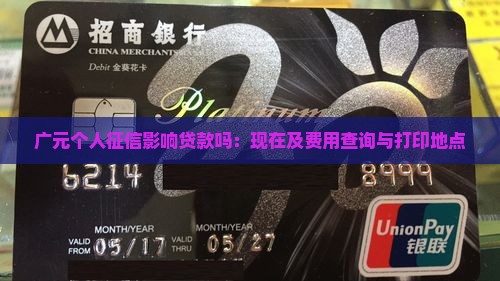 招商银行
CHINA MERCHANTS BANK
Debit 金葵花卡
Platinum
广元个人征信影响贷款吗：现在及费用查询与打印地点
6214 8999
MONTH/YEAR MONTH/YEAR
VALID FROM 05/17 VALID THRU 05/27
UnionPay
银联